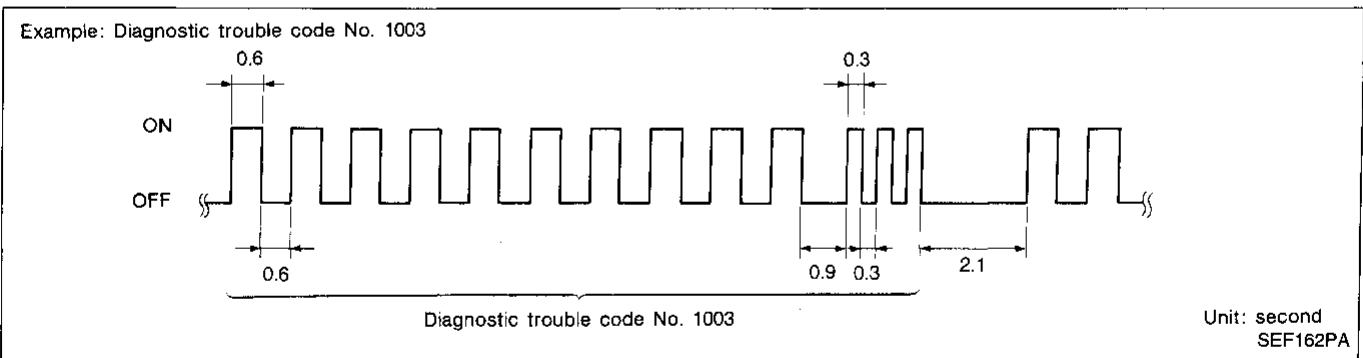 Example: Diagnostic trouble code No. 1003
0.6
0.3
ON
OFF
0.6
0.9
0.3
2.1
Diagnostic trouble code No. 1003
Unit: second
SEF162PA